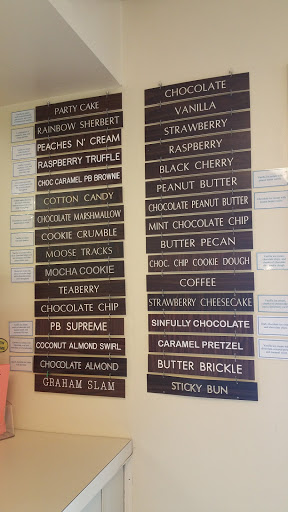 PARTY CAKE
RAINBOW SHERBERT
PEACHES N' CREAM
RASPBERRY TRUFFLE
CHOC CARAMEL PB BROWNE
COTTON CANDY
CHOCOLATE MARSHMALLOW
COOKIE CRUMBLE
MOOSE TRACKS
MOCHA COOKIE
TEABERRY
CHOCOLATE CHIP
PB SUPREME
COCONUT ALMOND SWIRL
CHOCOLATE ALMOND
GRAHAM SLAM
CHOCOLATE
VANILLA
STRAWBERRY
RASPBERRY
BLACK CHERRY
PEANUT BUTTER
CHOCOLATE PEANUT BUTTER
MINT CHOCOLATE CHIP
BUTTER PECAN
CHOC. CHIP COOKIE DOUGH
COFFEE
STRAWBERRY CHEESECAKE
SINFULLY CHOCOLATE
CARAMEL PRETZEL
BUTTER BRICKLE
STICKY BUN